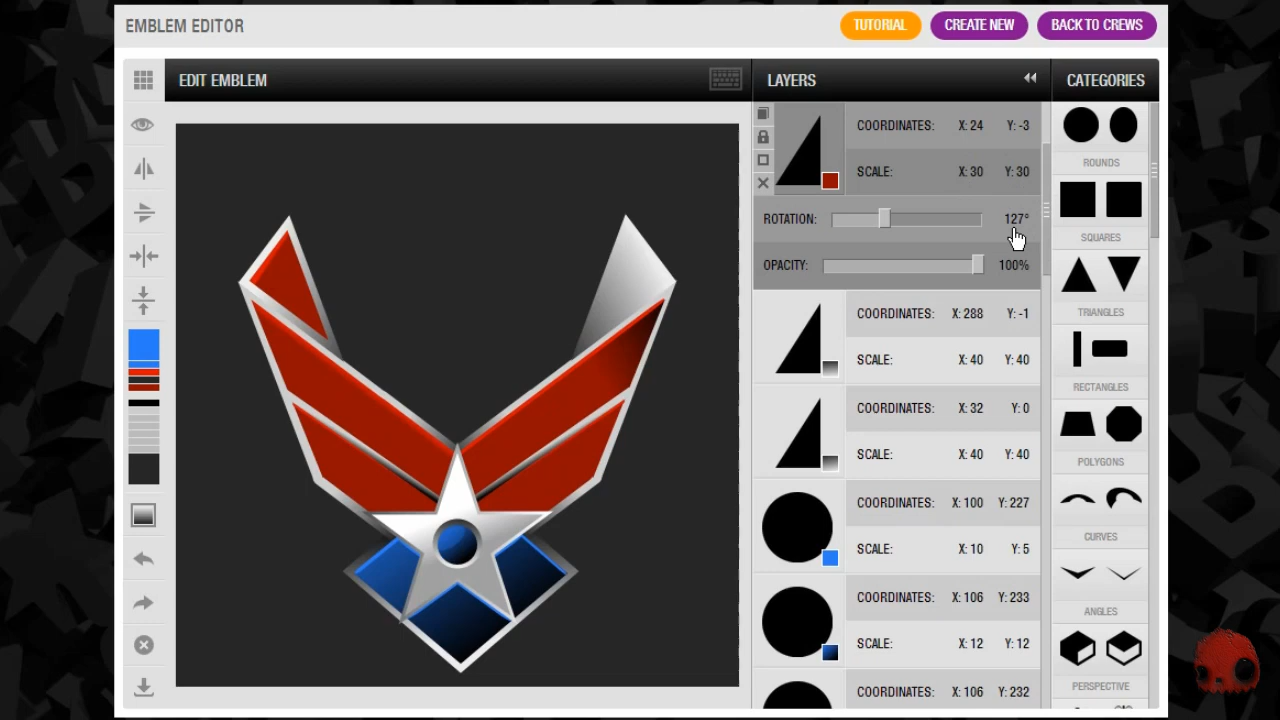 EMBLEM EDITOR
TUTORIAL
CREATE NEW
BACK TO CREWS
EDIT EMBLEM
LAYERS
CATEGORIES
COORDINATES: X: 24 Y: -3
SCALE: X: 30 Y: 30
ROTATION: 127°
OPACITY: 100%
COORDINATES: X: 288 Y: -1
SCALE: X: 40 Y: 40
COORDINATES: X: 32 Y: 0
SCALE: X: 40 Y: 40
COORDINATES: X: 100 Y: 227
SCALE: X: 10 Y: 5
COORDINATES: X: 106 Y: 233
SCALE: X: 12 Y: 12
COORDINATES: X: 106 Y: 232
ROUNDS
SQUARES
TRIANGLES
RECTANGLES
POLYGONS
CURVES
ANGLES
PERSPECTIVE